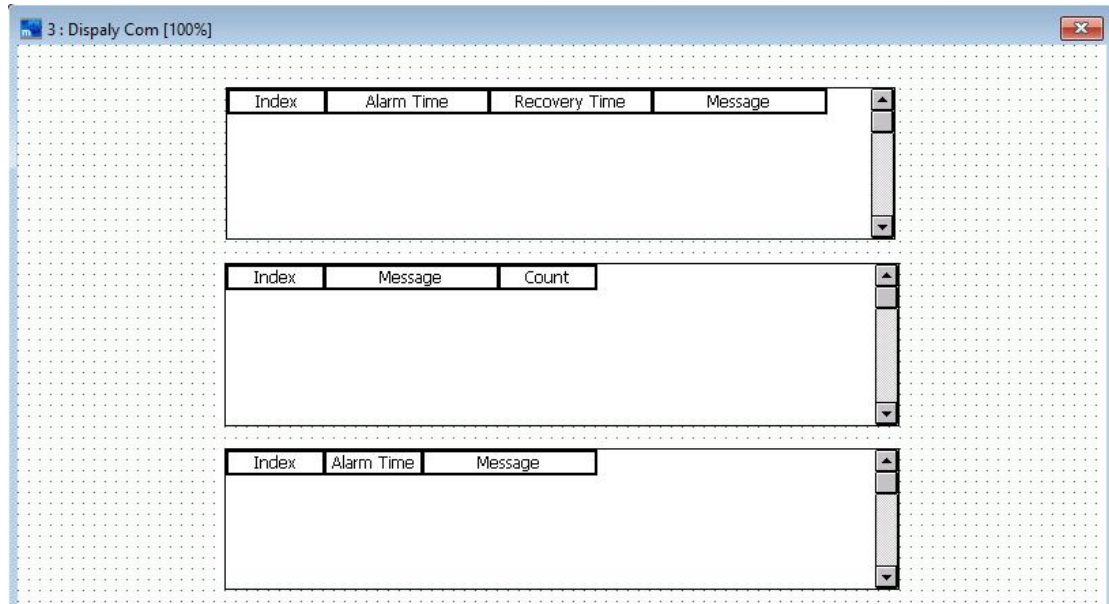 3 : Dispaly Com [100%]
Index Alarm Time Recovery Time Message
Index Message Count
Index Alarm Time Message